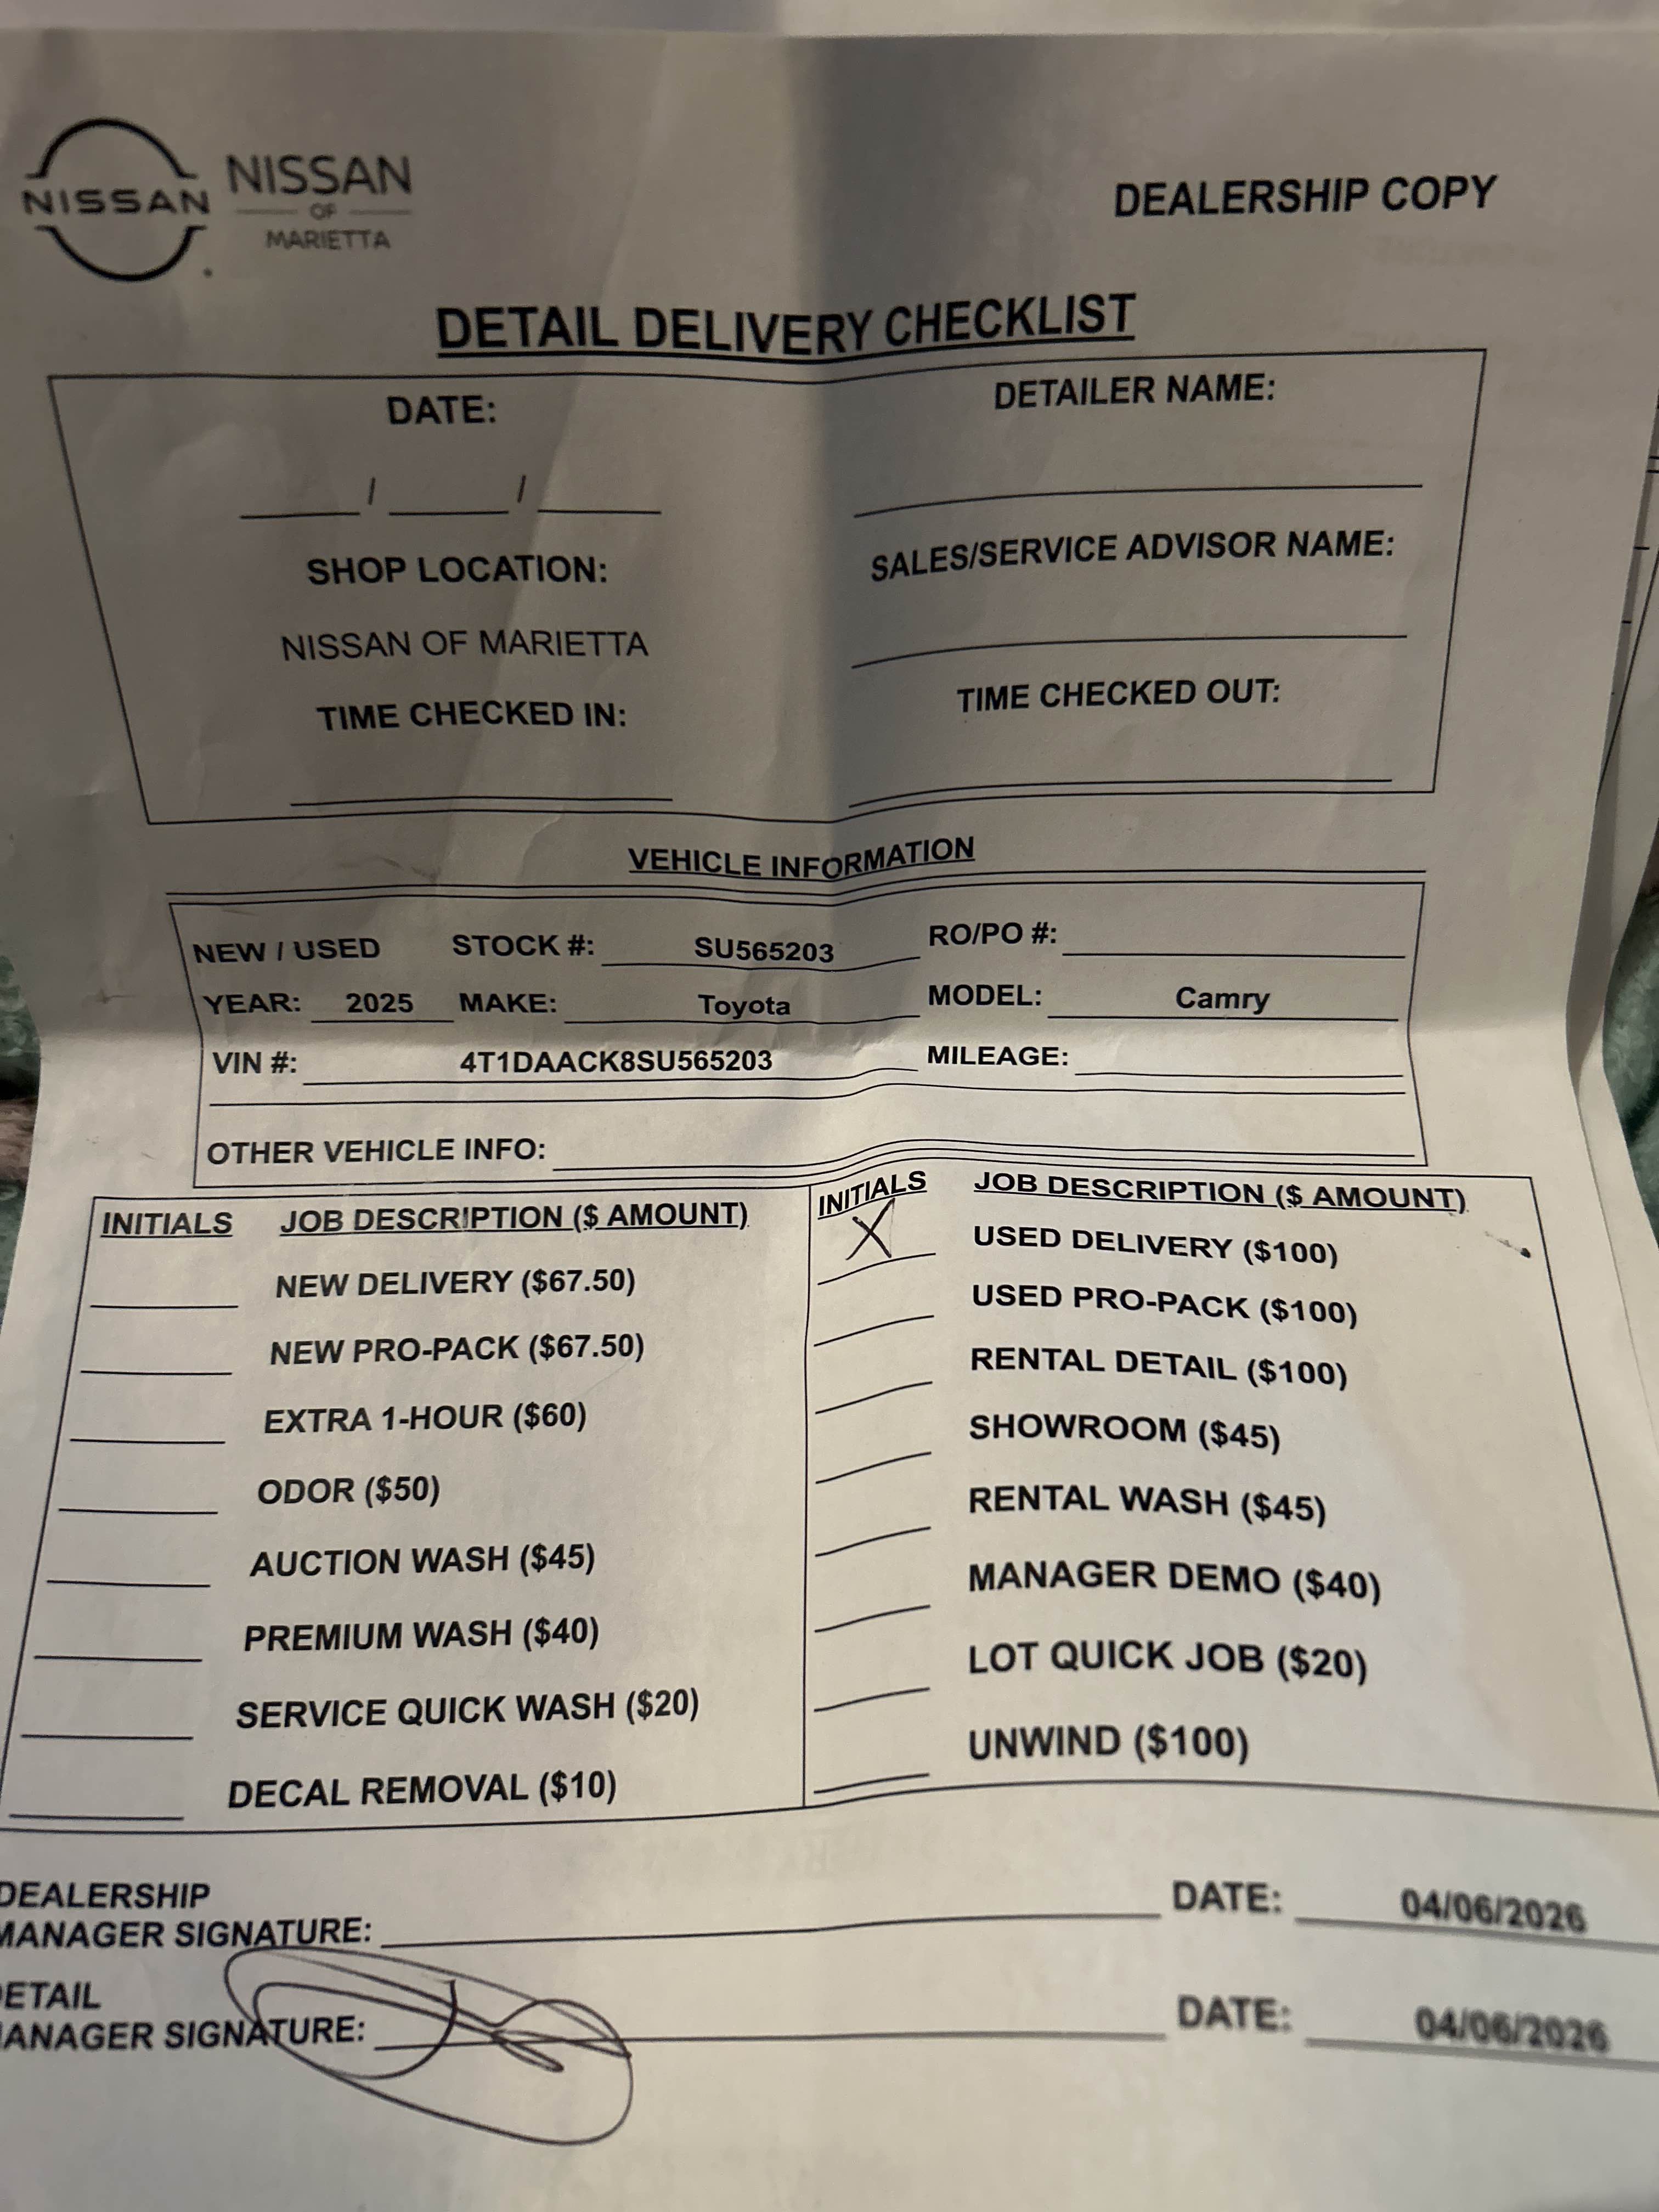 NISSAN
NISSAN
OF
MARIETTA
DEALERSHIP COPY
DETAIL DELIVERY CHECKLIST
DATE:
DETAILER NAME:
____/____/____
SHOP LOCATION:
SALES/SERVICE ADVISOR NAME:
NISSAN OF MARIETTA
TIME CHECKED IN:
TIME CHECKED OUT:
VEHICLE INFORMATION
NEW / USED STOCK #: SU565203 RO/PO #:
YEAR: 2025 MAKE: Toyota MODEL: Camry
VIN #: 4T1DAACK8SU565203 MILEAGE:
OTHER VEHICLE INFO:
INITIALS JOB DESCRIPTION ($ AMOUNT)
NEW DELIVERY ($67.50)
NEW PRO-PACK ($67.50)
EXTRA 1-HOUR ($60)
ODOR ($50)
AUCTION WASH ($45)
PREMIUM WASH ($40)
SERVICE QUICK WASH ($20)
DECAL REMOVAL ($10)
INITIALS JOB DESCRIPTION ($ AMOUNT)
X USED DELIVERY ($100)
USED PRO-PACK ($100)
RENTAL DETAIL ($100)
SHOWROOM ($45)
RENTAL WASH ($45)
MANAGER DEMO ($40)
LOT QUICK JOB ($20)
UNWIND ($100)
DEALERSHIP
MANAGER SIGNATURE: DATE: 04/06/2026
DETAIL
MANAGER SIGNATURE: DATE: 04/06/2026